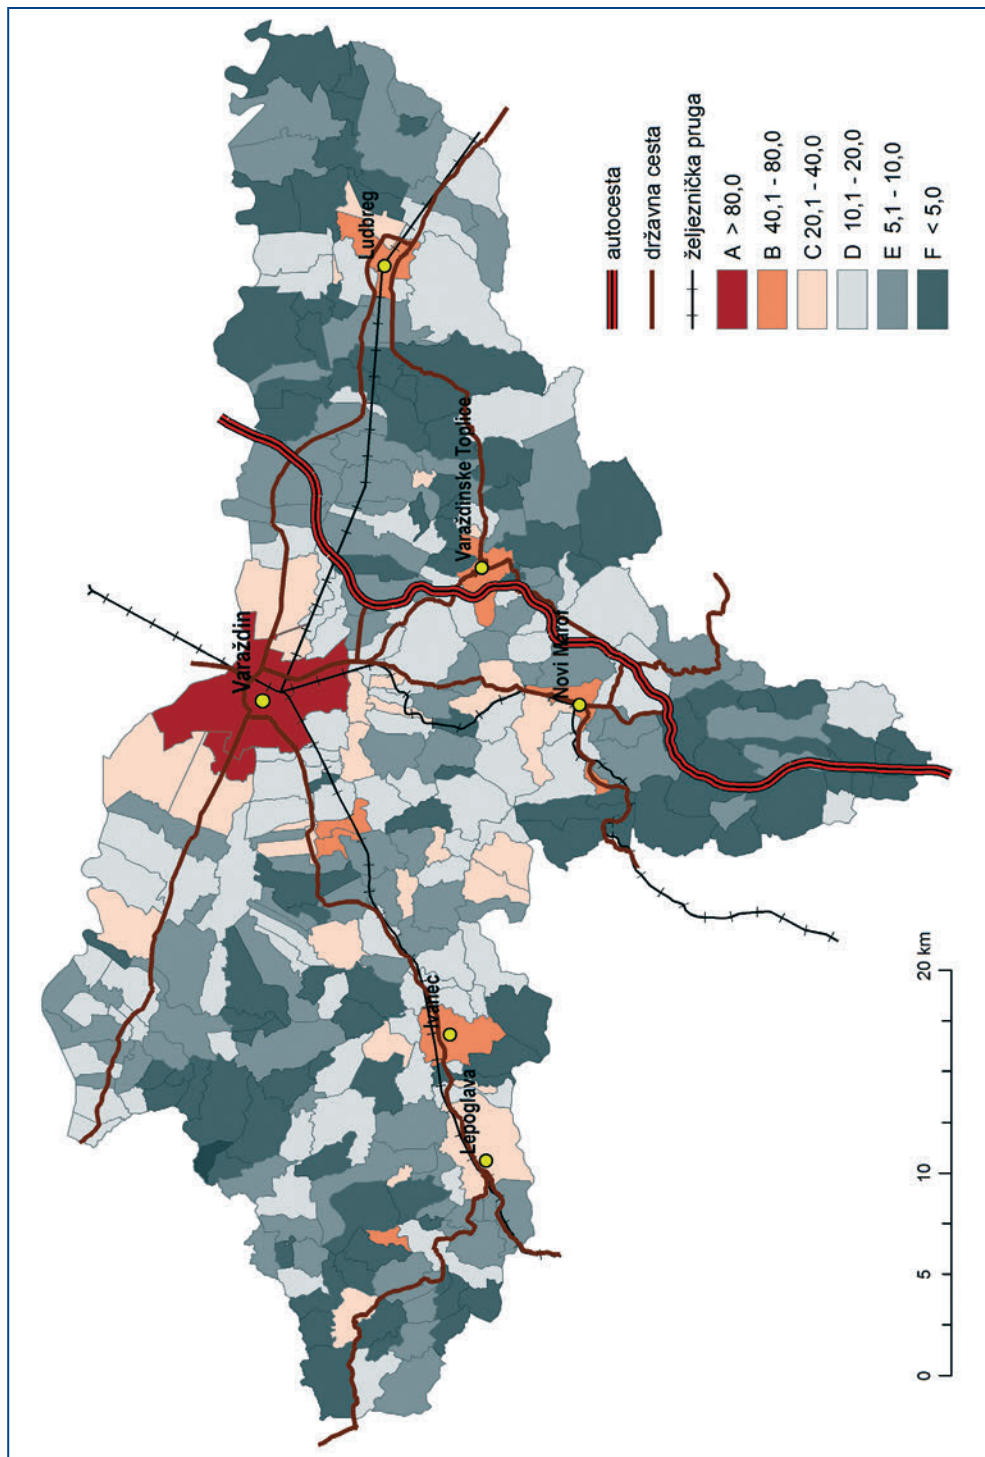 Ludbreg
Varaždin
Varaždinske Toplice
Novi Marof
Ivanec
Lepoglava
autocesta
državna cesta
željeznička pruga
A > 80,0
B 40,1 - 80,0
C 20,1 - 40,0
D 10,1 - 20,0
E 5,1 - 10,0
F < 5,0
0 5 10 20 km